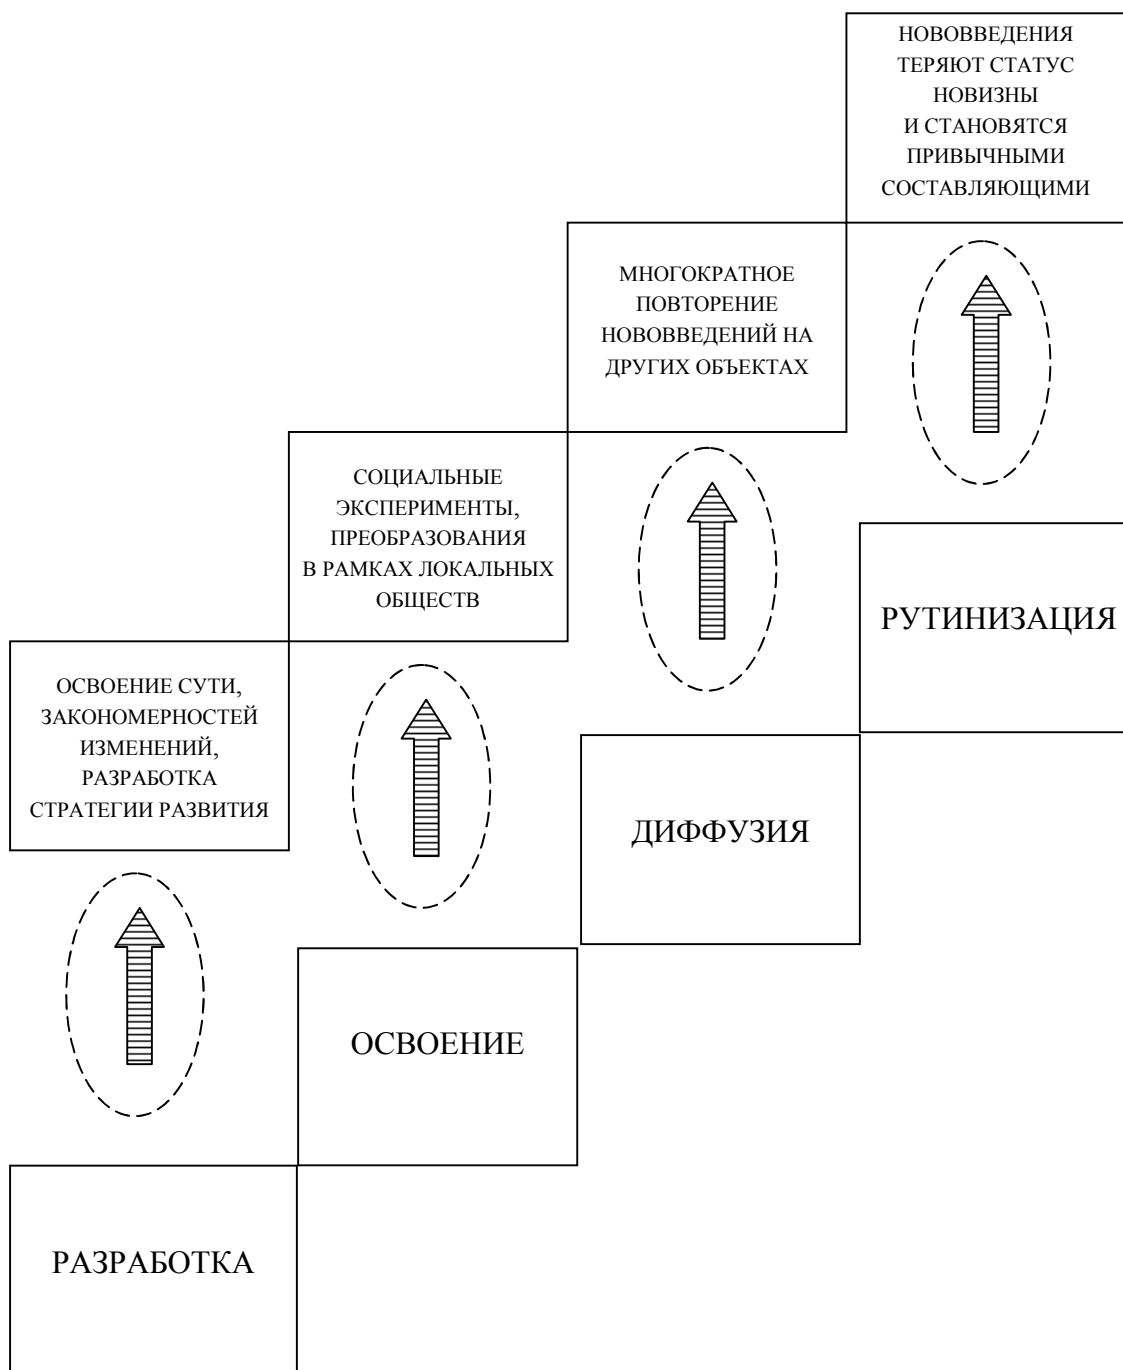 НОВОВВЕДЕНИЯ
ТЕРЯЮТ СТАТУС
НОВИЗНЫ
И СТАНОВЯТСЯ
ПРИВЫЧНЫМИ
СОСТАВЛЯЮЩИМИ
МНОГОКРАТНОЕ
ПОВТОРЕНИЕ
НОВОВВЕДЕНИЙ НА
ДРУГИХ ОБЪЕКТАХ
СОЦИАЛЬНЫЕ
ЭКСПЕРИМЕНТЫ,
ПРЕОБРАЗОВАНИЯ
В РАМКАХ ЛОКАЛЬНЫХ
ОБЩЕСТВ
РУТИНИЗАЦИЯ
ОСВОЕНИЕ СУТИ,
ЗАКОНОМЕРНОСТЕЙ
ИЗМЕНЕНИЙ,
РАЗРАБОТКА
СТРАТЕГИИ РАЗВИТИЯ
ДИФФУЗИЯ
ОСВОЕНИЕ
РАЗРАБОТКА